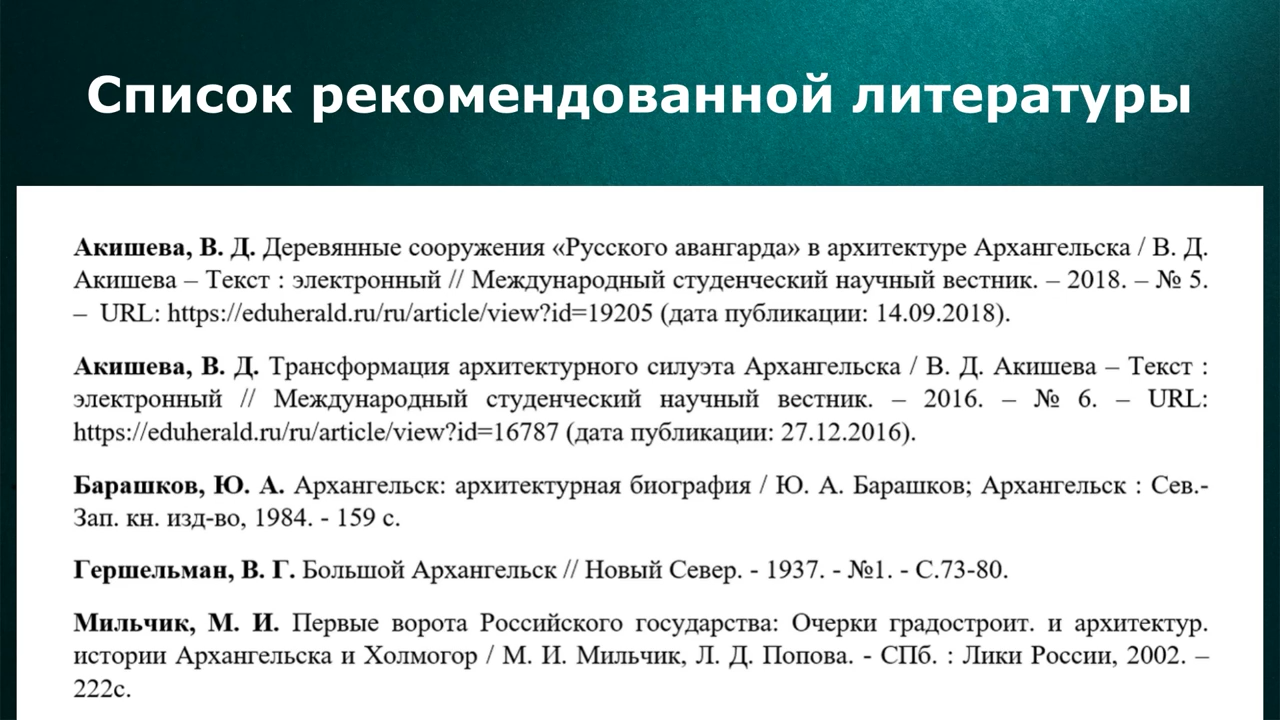 Список рекомендованной литературы
Акишева, В. Д. Деревянные сооружения «Русского авангарда» в архитектуре Архангельска / В. Д.
Акишева – Текст : электронный // Международный студенческий научный вестник. – 2018. – № 5.
– URL: https://eduherald.ru/ru/article/view?id=19205 (дата публикации: 14.09.2018).
Акишева, В. Д. Трансформация архитектурного силуэта Архангельска / В. Д. Акишева – Текст :
электронный // Международный студенческий научный вестник. – 2016. – № 6. – URL:
https://eduherald.ru/ru/article/view?id=16787 (дата публикации: 27.12.2016).
Барашков, Ю. А. Архангельск: архитектурная биография / Ю. А. Барашков; Архангельск : Сев.-
Зап. кн. изд-во, 1984. - 159 с.
Гершельман, В. Г. Большой Архангельск // Новый Север. - 1937. - №1. - С.73-80.
Мильчик, М. И. Первые ворота Российского государства: Очерки градостроит. и архитектур.
истории Архангельска и Холмогор / М. И. Мильчик, Л. Д. Попова. - СПб. : Лики России, 2002. –
222с.